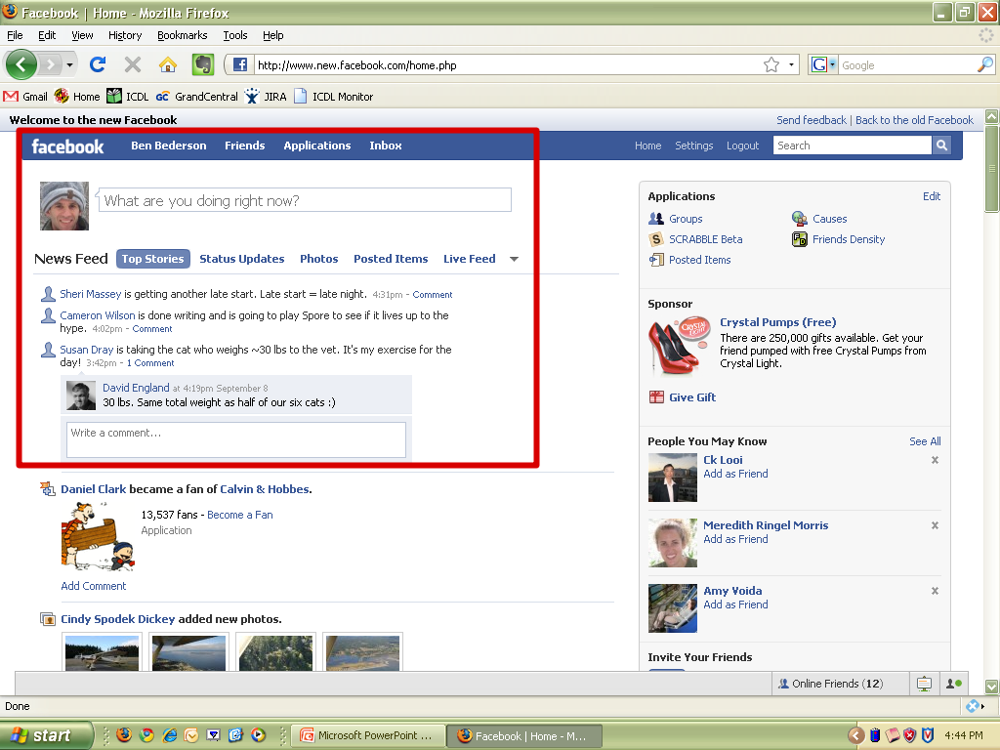 Facebook | Home - Mozilla Firefox
File Edit View History Bookmarks Tools Help
http://www.new.facebook.com/home.php
G Google
Gmail Home ICDL GC GrandCentral JIRA ICDL Monitor
Welcome to the new Facebook Send feedback | Back to the old Facebook
facebook Ben Bederson Friends Applications Inbox Home Settings Logout Search
What are you doing right now?
News Feed Top Stories Status Updates Photos Posted Items Live Feed
Sheri Massey is getting another late start. Late start = late night. 4:31pm - Comment
Cameron Wilson is done writing and is going to play Spore to see if it lives up to the
hype. 4:02pm - Comment
Susan Dray is taking the cat who weighs ~30 lbs to the vet. It's my exercise for the
day! 3:42pm - 1 Comment
David England at 4:19pm September 8
30 lbs. Same total weight as half of our six cats :)
Write a comment...
Daniel Clark became a fan of Calvin & Hobbes.
13,537 fans - Become a Fan
Application
Add Comment
Cindy Spodek Dickey added new photos.
Applications Edit
Groups Causes
S SCRABBLE Beta Friends Density
Posted Items
Sponsor
CRYSTAL LIGHT
Crystal Pumps (Free)
There are 250,000 gifts available. Get your
friend pumped with free Crystal Pumps from
Crystal Light.
Give Gift
People You May Know See All
Ck Looi x
Add as Friend
Meredith Ringel Morris x
Add as Friend
Amy Voida x
Add as Friend
Invite Your Friends
Online Friends (12)
Done
start Microsoft PowerPoint ... Facebook | Home - M... 4:44 PM